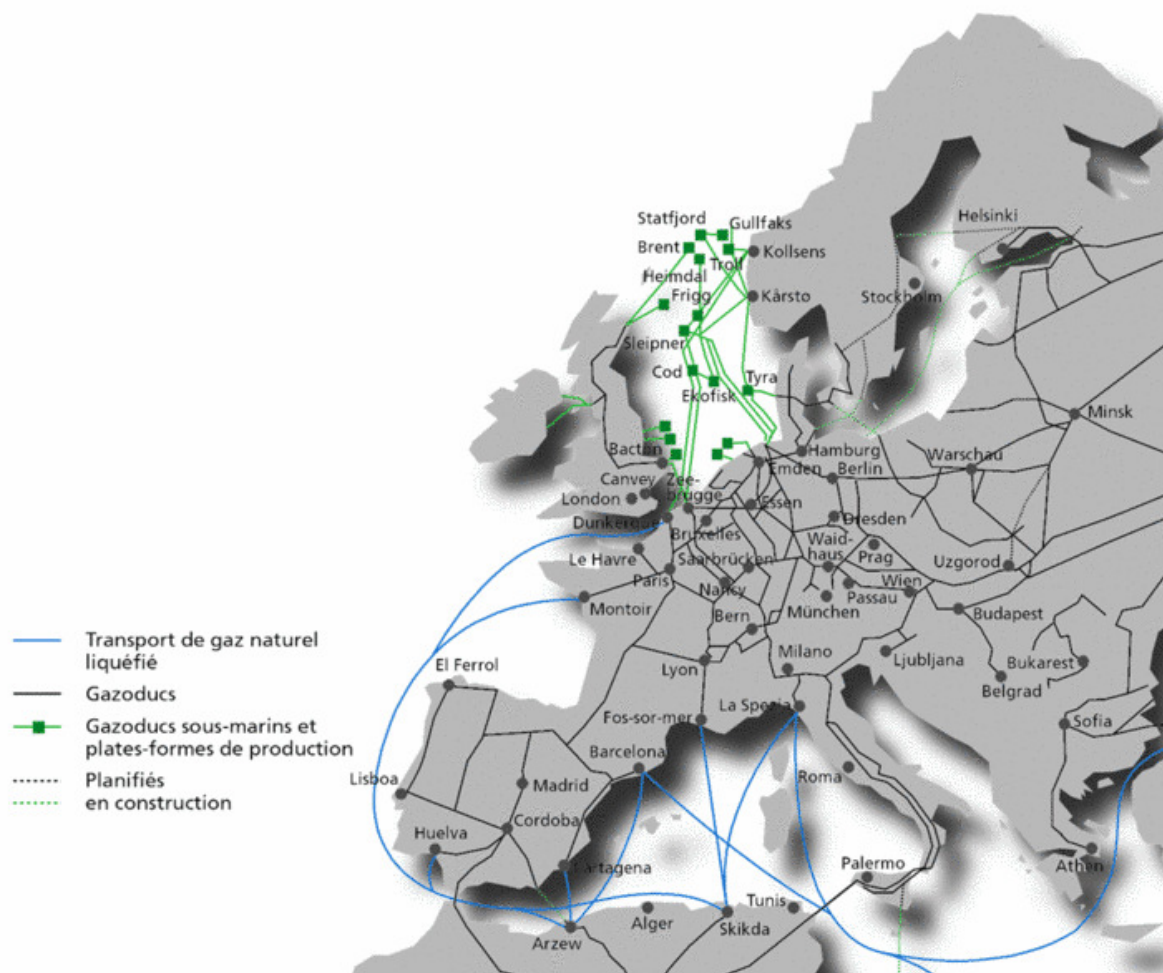 Helsinki
Statfjord
Gullfaks
Brent
Kollsens
Troll
Heimdal
Frigg
Kårsto
Stockholm
Sleipner
Cod
Tyra
Ekofisk
Minsk
Bacton
Hamburg
Warschau
Emden
Berlin
Canvey
Zee-
brügge
London
Essen
Dunkerque
Dresden
Bruxelles
Waid-
haus
Le Havre
Saarbrücken
Prag
Uzgorod
Paris
Nancy
Wien
Passau
Montoir
München
Budapest
Bern
Transport de gaz naturel
liquéfié
Milano
Ljubljana
Bukarest
El Ferrol
Lyon
Belgrad
Gazoducs
La Spezia
Fos-sor-mer
Sofia
Gazoducs sous-marins et
plates-formes de production
Barcelona
Planifiés
Lisboa
Madrid
Roma
en construction
Cordoba
Huelva
Cartagena
Palermo
Athen
Tunis
Alger
Skikda
Arzew